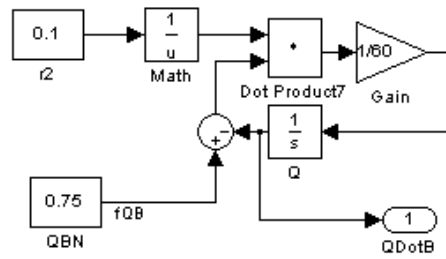 0.1
r2
1
u
Math
Dot Product7
1/60
Gain
+
-
1
s
Q
0.75
QBN
fQB
1
QDotB